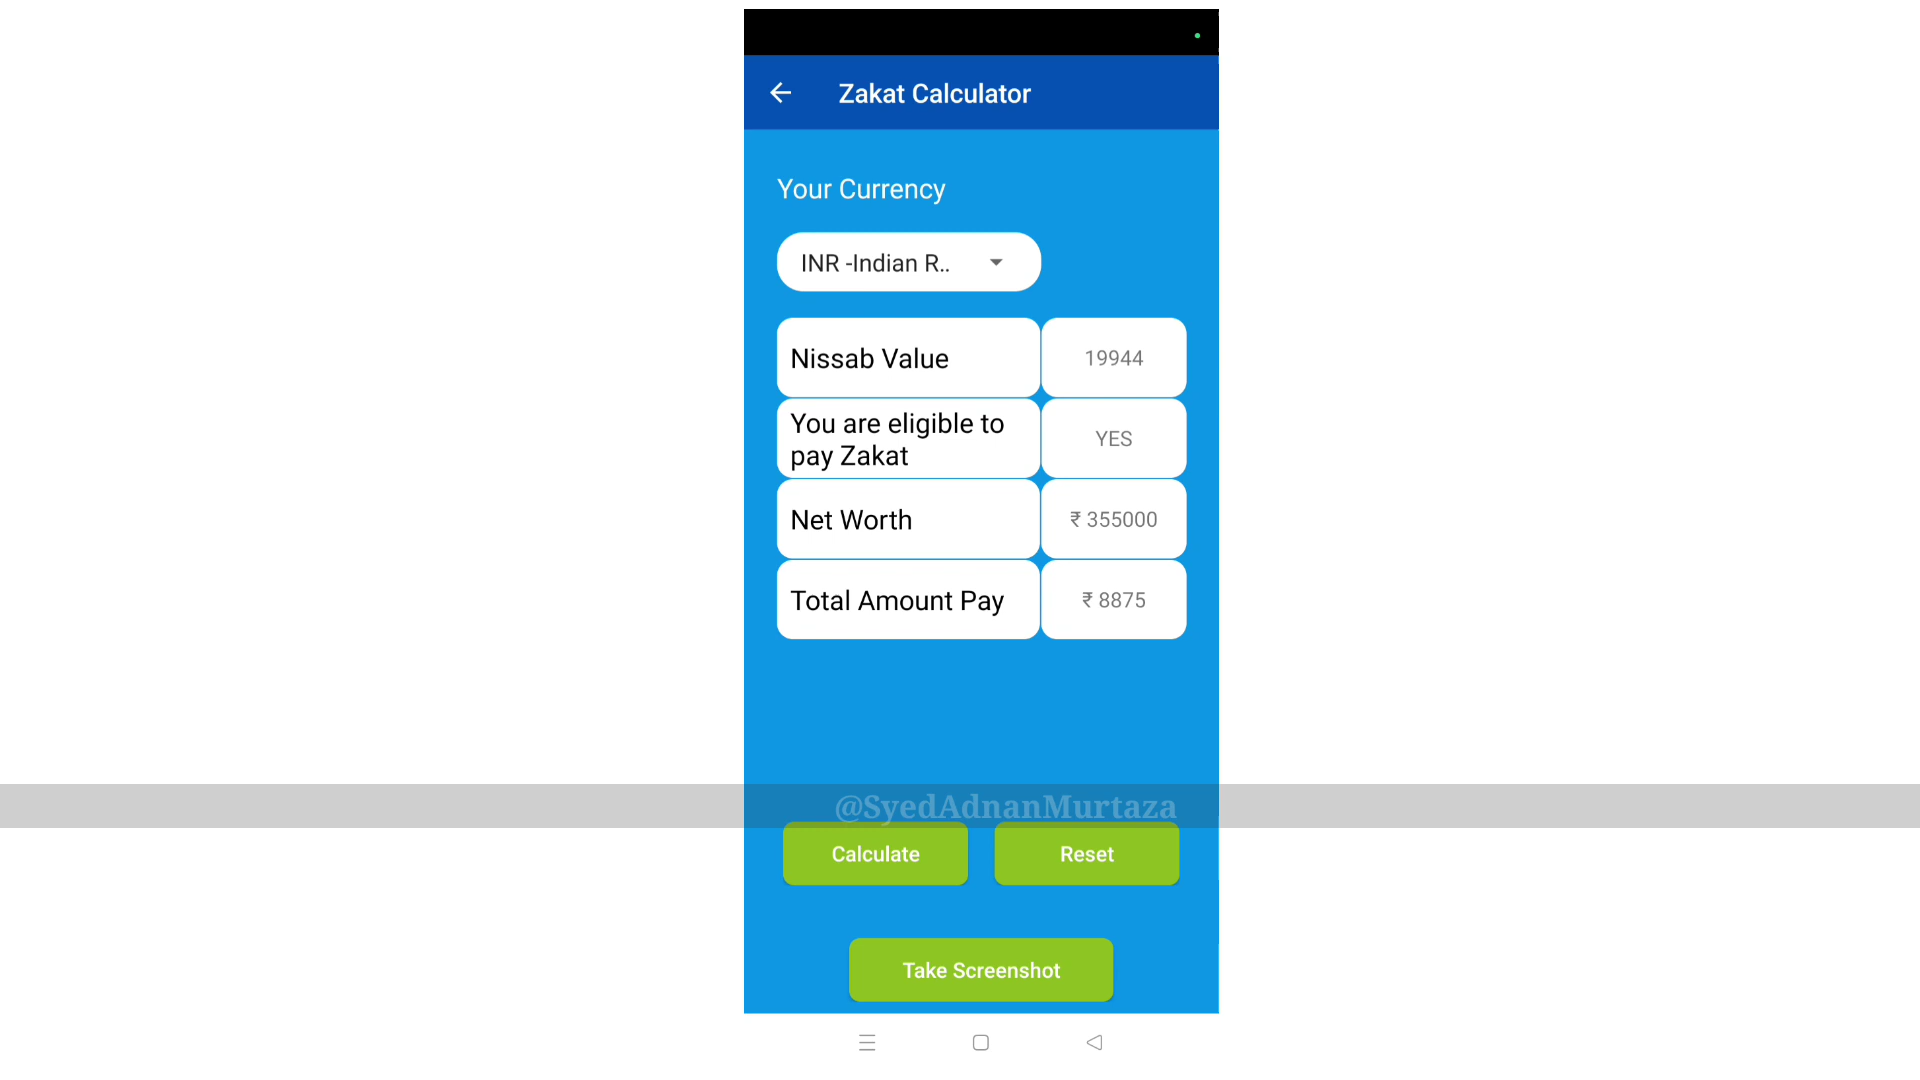 Zakat Calculator
Your Currency
INR -Indian R..
Nissab Value 19944
You are eligible to
pay Zakat
YES
Net Worth ₹ 355000
Total Amount Pay ₹ 8875
@SyedAdnanMurtaza
Calculate Reset
Take Screenshot